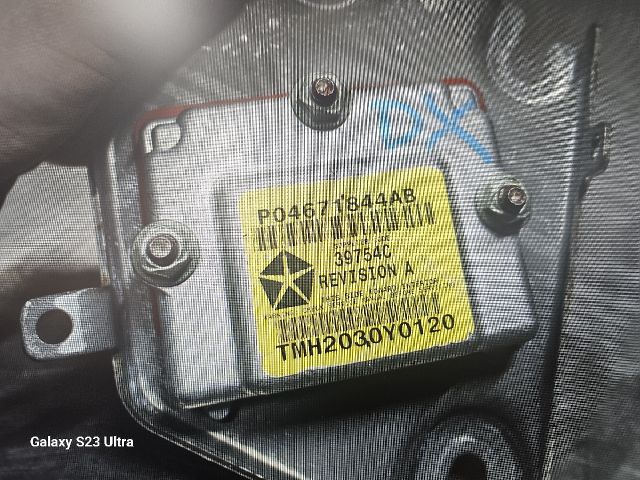 DX
P04671844AB
39754C
REVISION A
TMH2030Y0120
Galaxy S23 Ultra